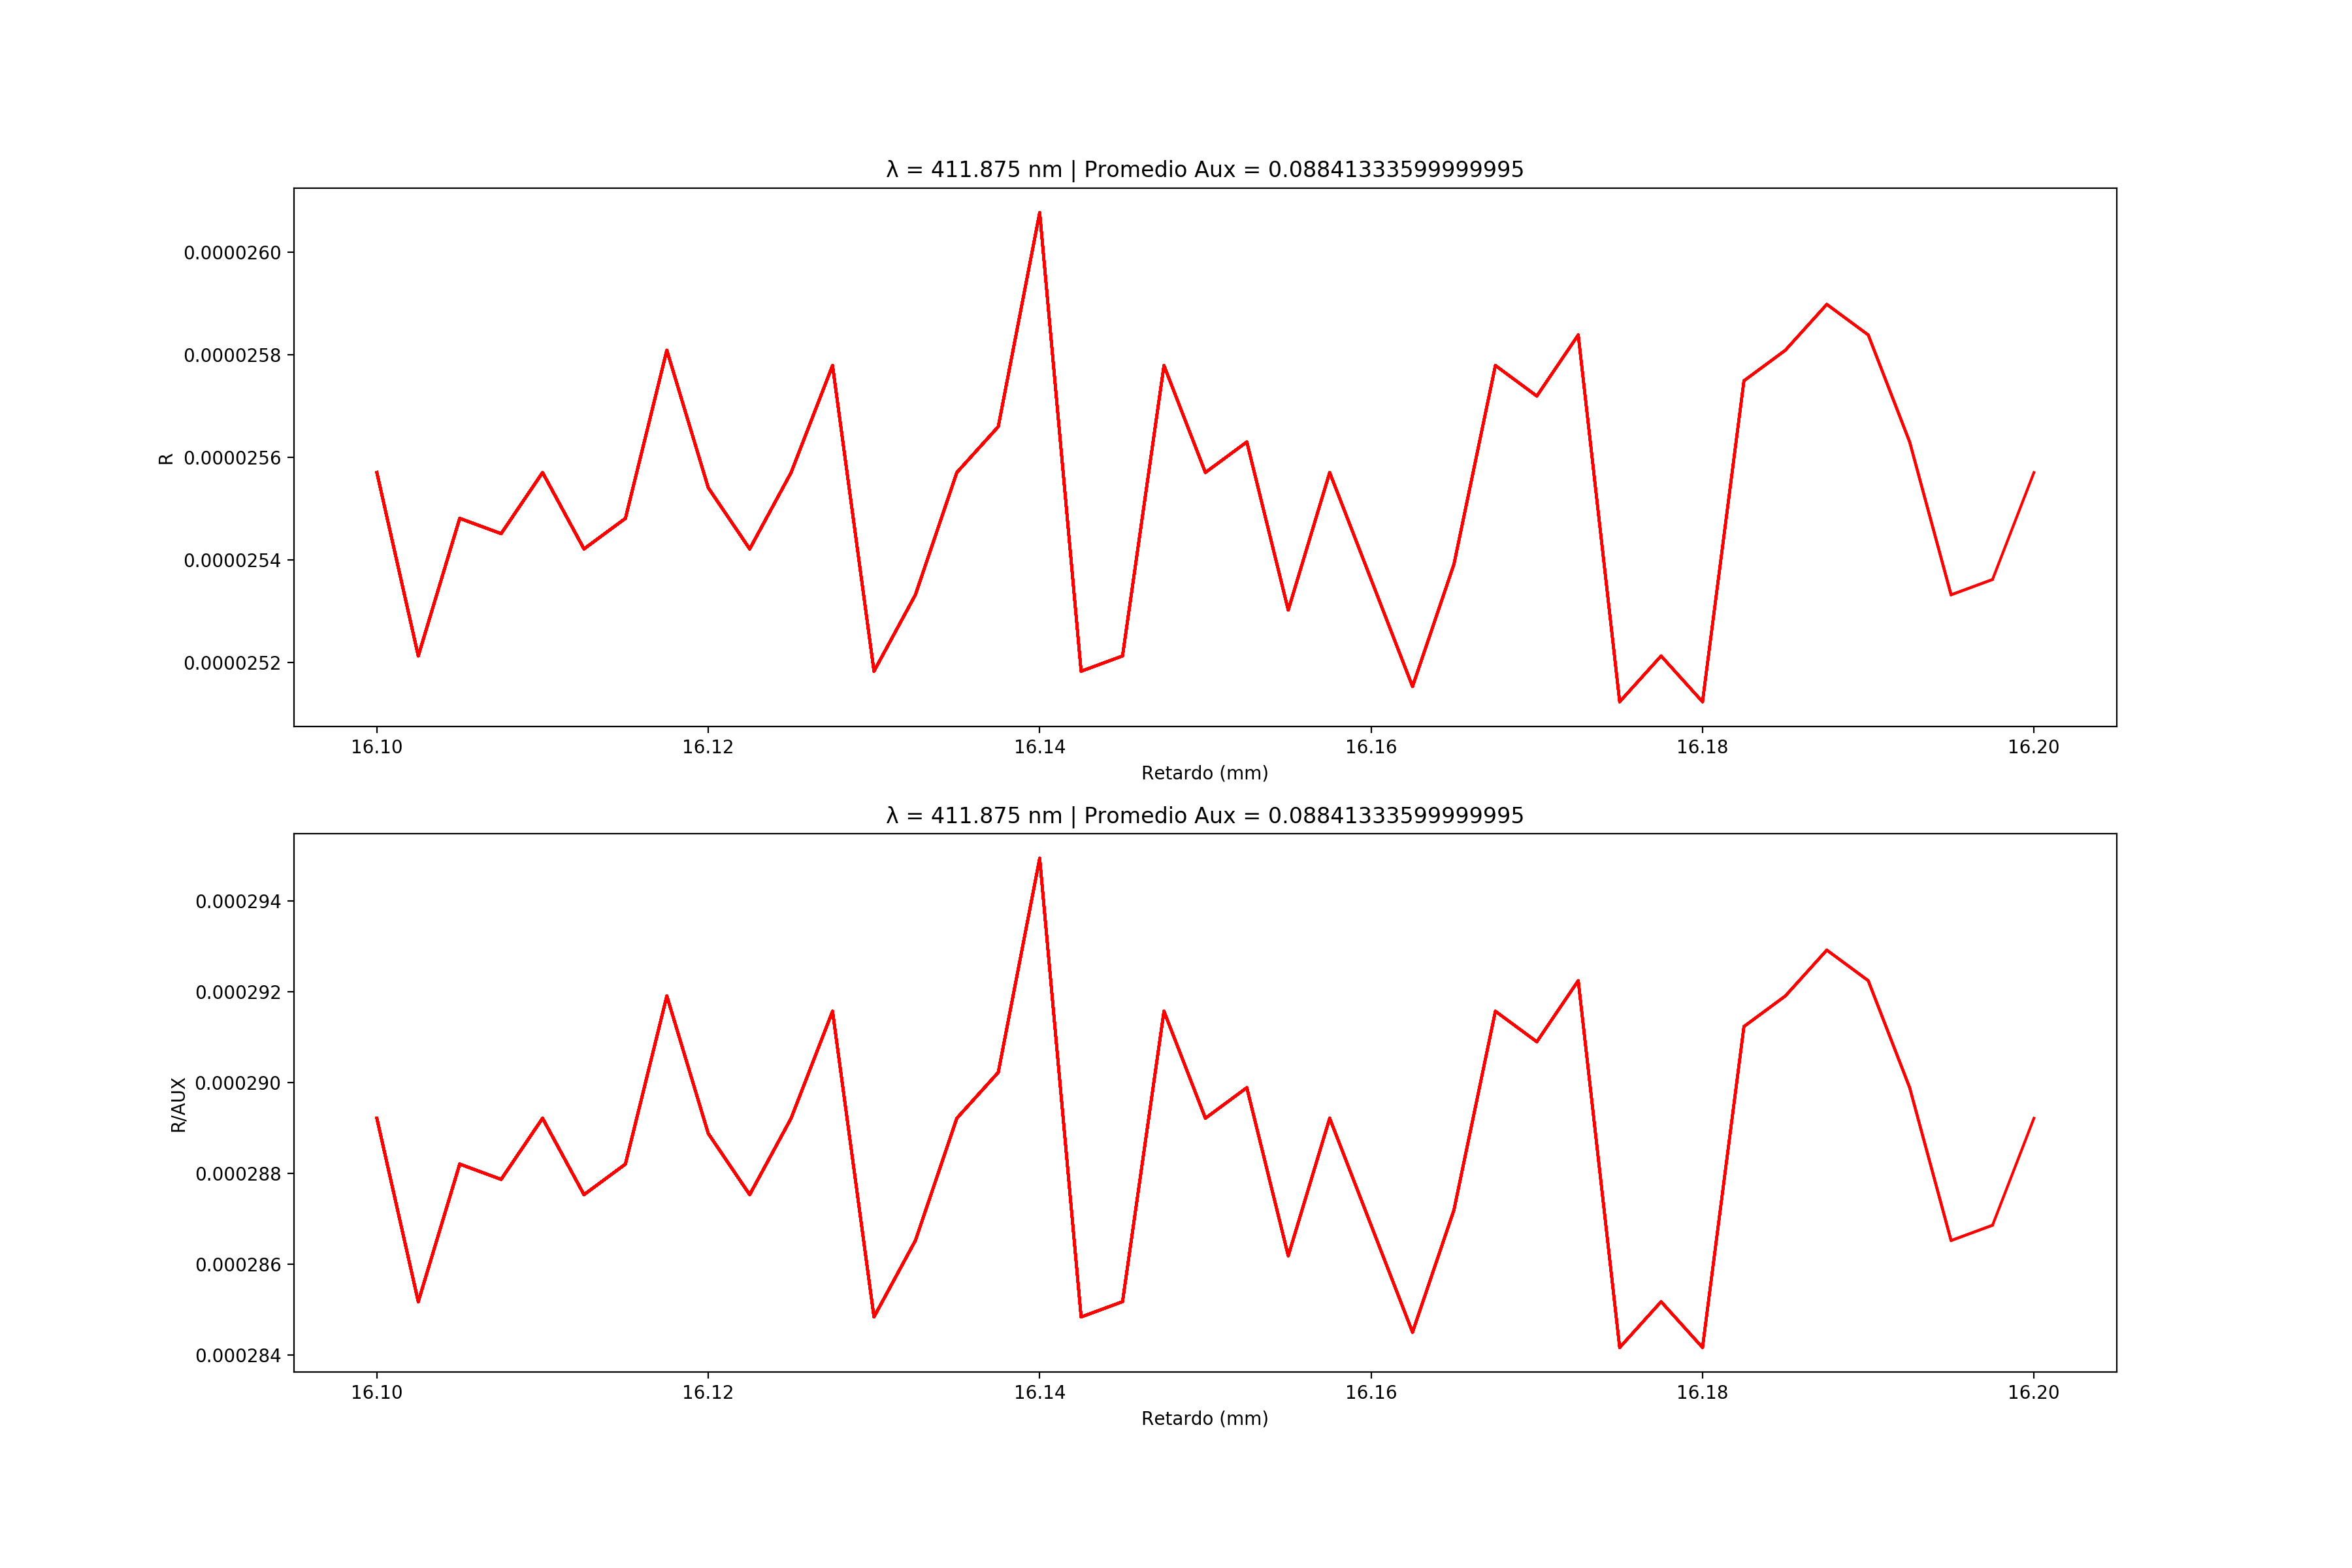 λ = 411.875 nm | Promedio Aux = 0.08841333599999995
0.0000260
0.0000258
0.0000256
0.0000254
0.0000252
R
16.10 16.12 16.14 16.16 16.18 16.20
Retardo (mm)
λ = 411.875 nm | Promedio Aux = 0.08841333599999995
0.000294
0.000292
0.000290
0.000288
0.000286
0.000284
R/AUX
16.10 16.12 16.14 16.16 16.18 16.20
Retardo (mm)